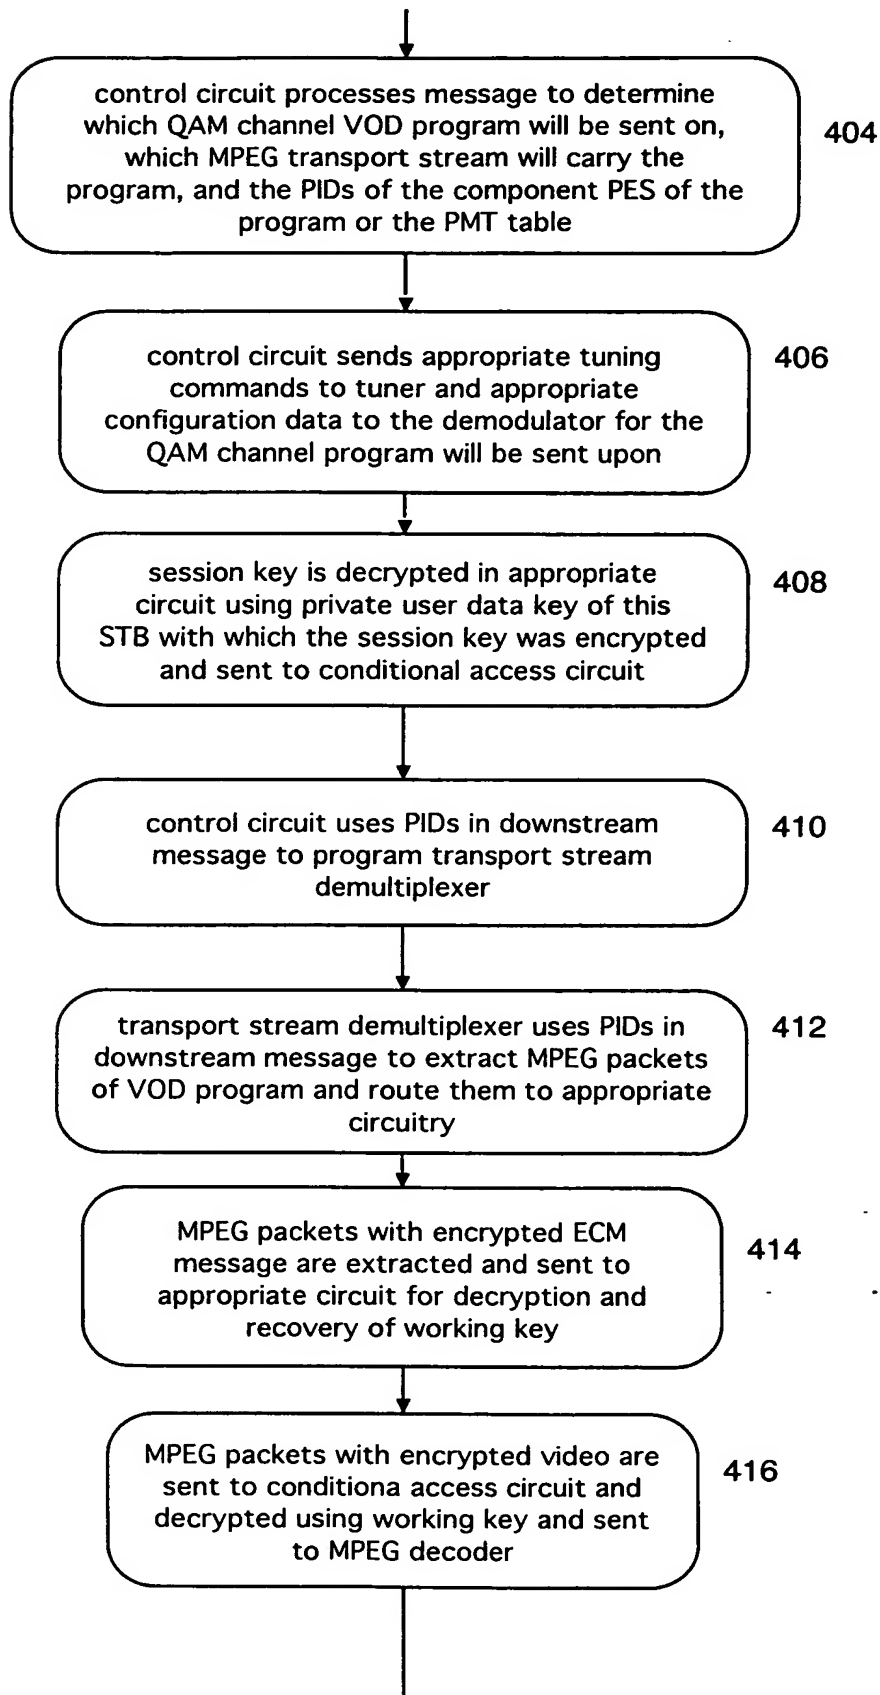 control circuit processes message to determine
which QAM channel VOD program will be sent on,
which MPEG transport stream will carry the
program, and the PIDs of the component PES of the
program or the PMT table
404
control circuit sends appropriate tuning
commands to tuner and appropriate
configuration data to the demodulator for the
QAM channel program will be sent upon
406
session key is decrypted in appropriate
circuit using private user data key of this
STB with which the session key was encrypted
and sent to conditional access circuit
408
control circuit uses PIDs in downstream
message to program transport stream
demultiplexer
410
transport stream demultiplexer uses PIDs in
downstream message to extract MPEG packets
of VOD program and route them to appropriate
circuitry
412
MPEG packets with encrypted ECM
message are extracted and sent to
appropriate circuit for decryption and
recovery of working key
414
MPEG packets with encrypted video are
sent to conditiona access circuit and
decrypted using working key and sent
to MPEG decoder
416